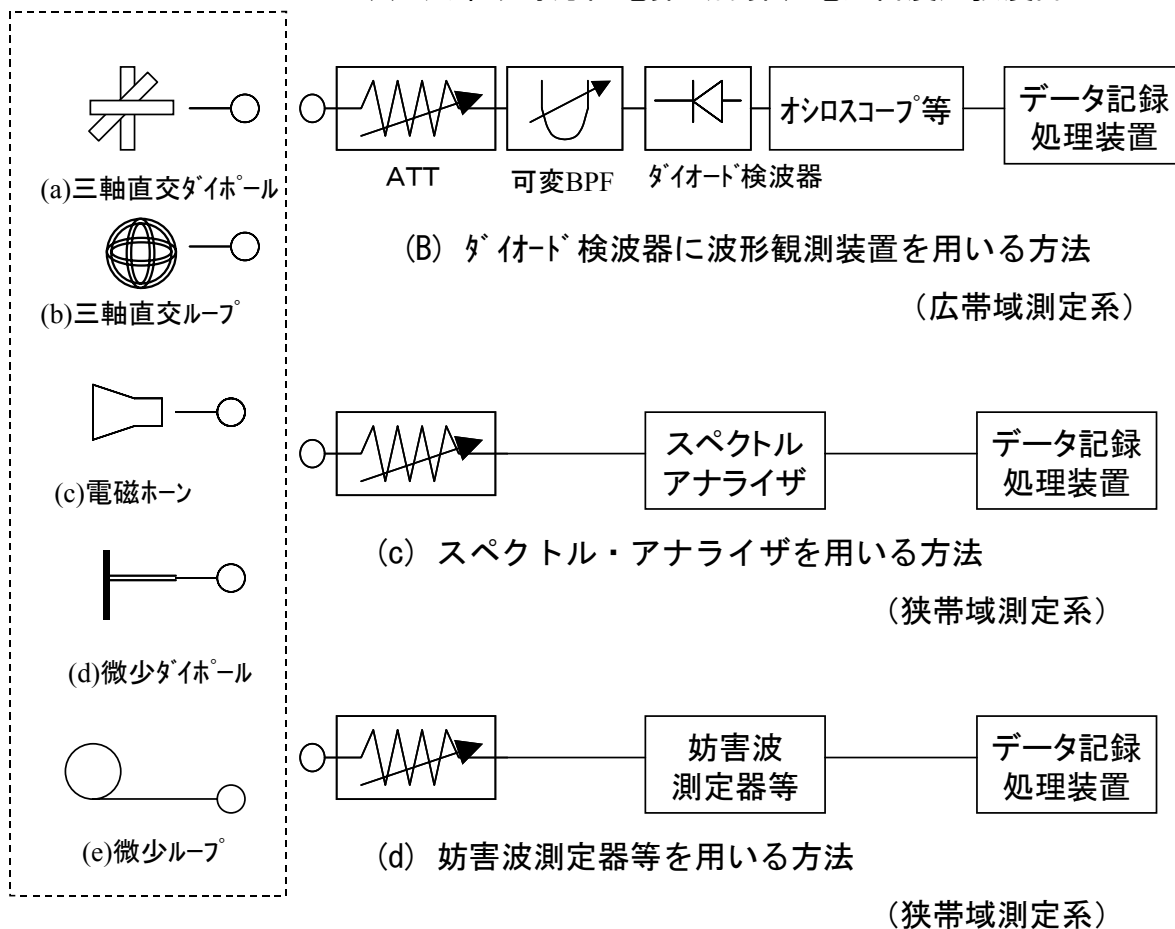 (a)三軸直交ﾀﾞｲﾎﾟｰﾙ
(b)三軸直交ﾙｰﾌﾟ
(c)電磁ホーン
(d)微少ﾀﾞｲﾎﾟｰﾙ
(e)微少ﾙｰﾌﾟ
オシロスコープ等
データ記録
処理装置
ATT
可変BPF
ﾀﾞｲｵｰﾄﾞ検波器
(B) ﾀﾞｲｵｰﾄﾞ検波器に波形観測装置を用いる方法
（広帯域測定系）
スペクトル
アナライザ
データ記録
処理装置
(c) スペクトル・アナライザを用いる方法
（狭帯域測定系）
妨害波
測定器等
データ記録
処理装置
(d) 妨害波測定器等を用いる方法
（狭帯域測定系）